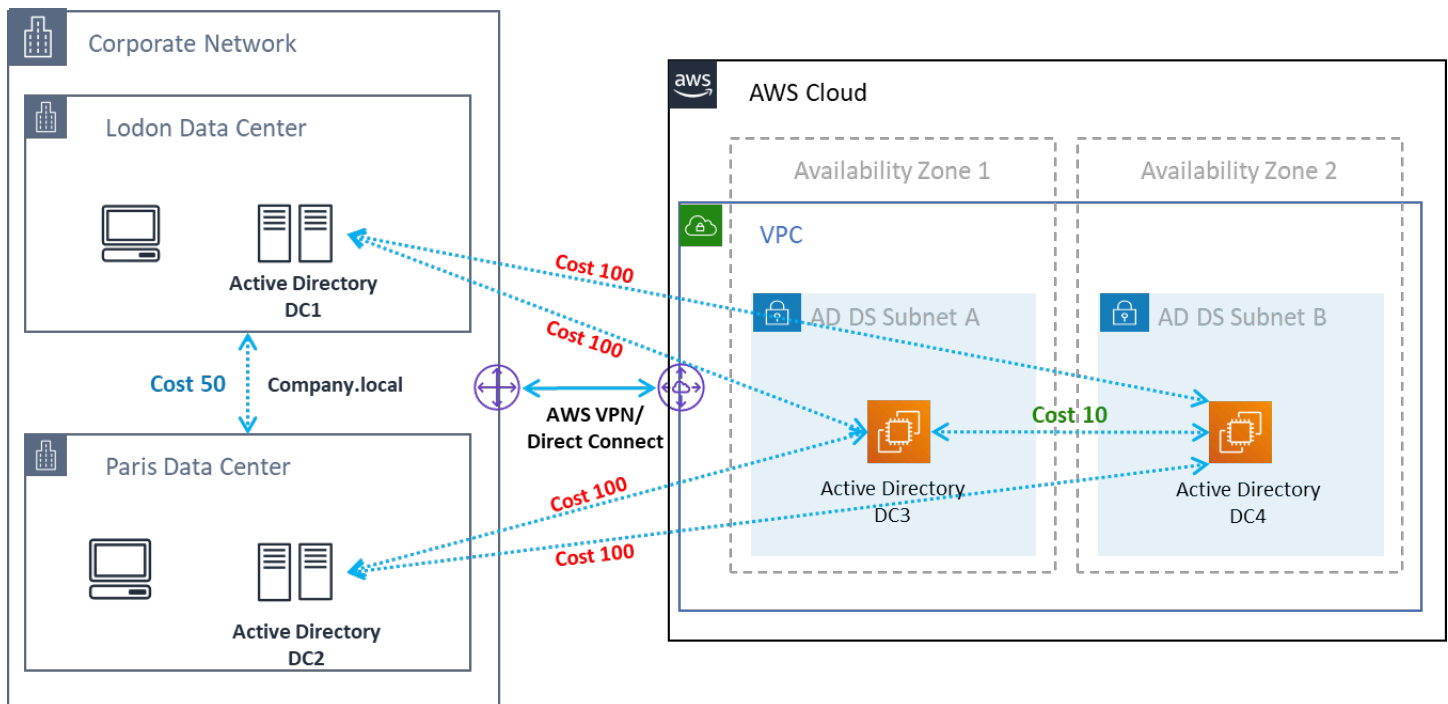 Corporate Network
Lodon Data Center
Active Directory
DC1
Cost 50
Company.local
Paris Data Center
Active Directory
DC2
Cost 100
Cost 100
Cost 100
Cost 100
AWS VPN/
Direct Connect
aws
AWS Cloud
Availability Zone 1
Availability Zone 2
VPC
AD DS Subnet A
AD DS Subnet B
Cost 10
Active Directory
DC3
Active Directory
DC4